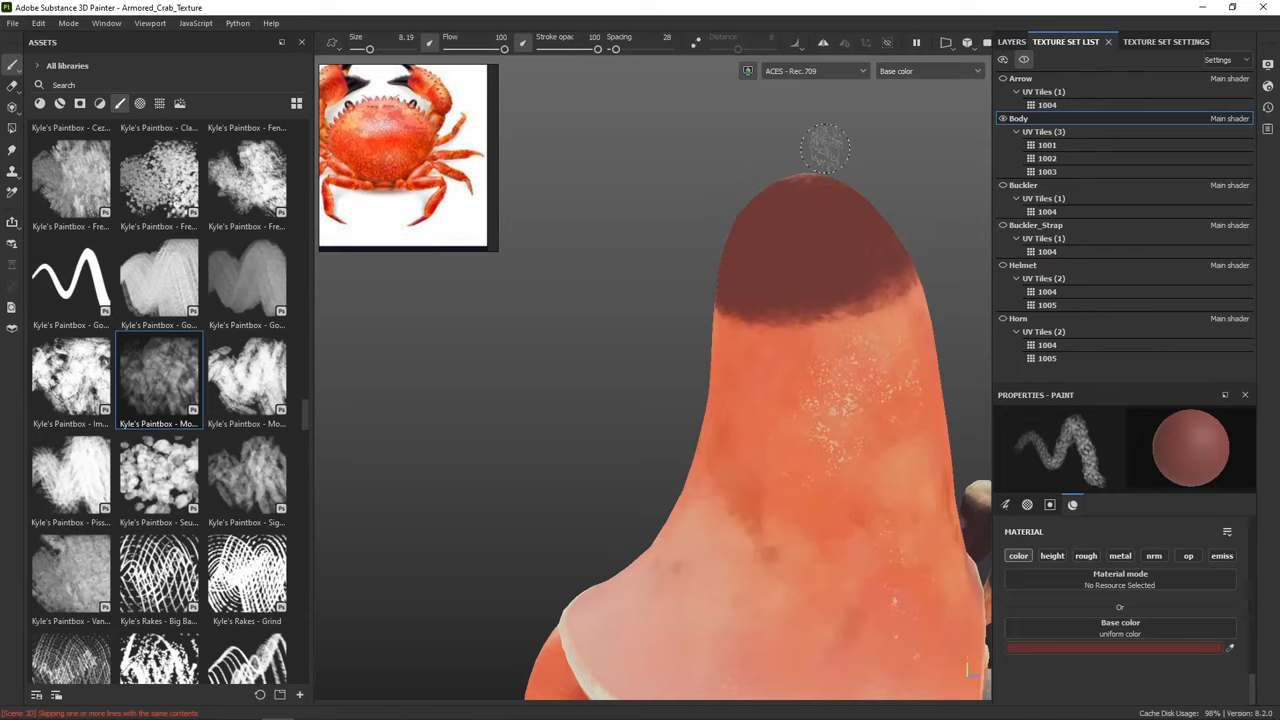 Adobe Substance 3D Painter - Armored_Crab_Texture
File Edit Mode Window Viewport JavaScript Python Help
ASSETS
All libraries
Search
Kyle's Paintbox - Cez... Kyle's Paintbox - Cla... Kyle's Paintbox - Fen...
Kyle's Paintbox - Fre... Kyle's Paintbox - Fre... Kyle's Paintbox - Fre...
Kyle's Paintbox - Go... Kyle's Paintbox - Go... Kyle's Paintbox - Go...
Kyle's Paintbox - Im... Kyle's Paintbox - Mo... Kyle's Paintbox - Mo...
Kyle's Paintbox - Piss... Kyle's Paintbox - Seu... Kyle's Paintbox - Sig...
Kyle's Paintbox - Van... Kyle's Rakes - Big Ba... Kyle's Rakes - Grind
[Scene 3D] Skipping one or more lines with the same contents
Size 8.19 Flow 100 Stroke opac 100 Spacing 28 Distance 8
ACES - Rec.709 Base color
LAYERS TEXTURE SET LIST TEXTURE SET SETTINGS
Settings
Arrow Main shader
UV Tiles (1)
1004
Body Main shader
UV Tiles (3)
1001
1002
1003
Buckler Main shader
UV Tiles (1)
1004
Buckler_Strap Main shader
UV Tiles (1)
1004
Helmet Main shader
UV Tiles (2)
1004
1005
Horn Main shader
UV Tiles (2)
1004
1005
PROPERTIES - PAINT
MATERIAL
color height rough metal nrm op emiss
Material mode
No Resource Selected
Or
Base color
uniform color
Cache Disk Usage: 98% | Version: 8.2.0